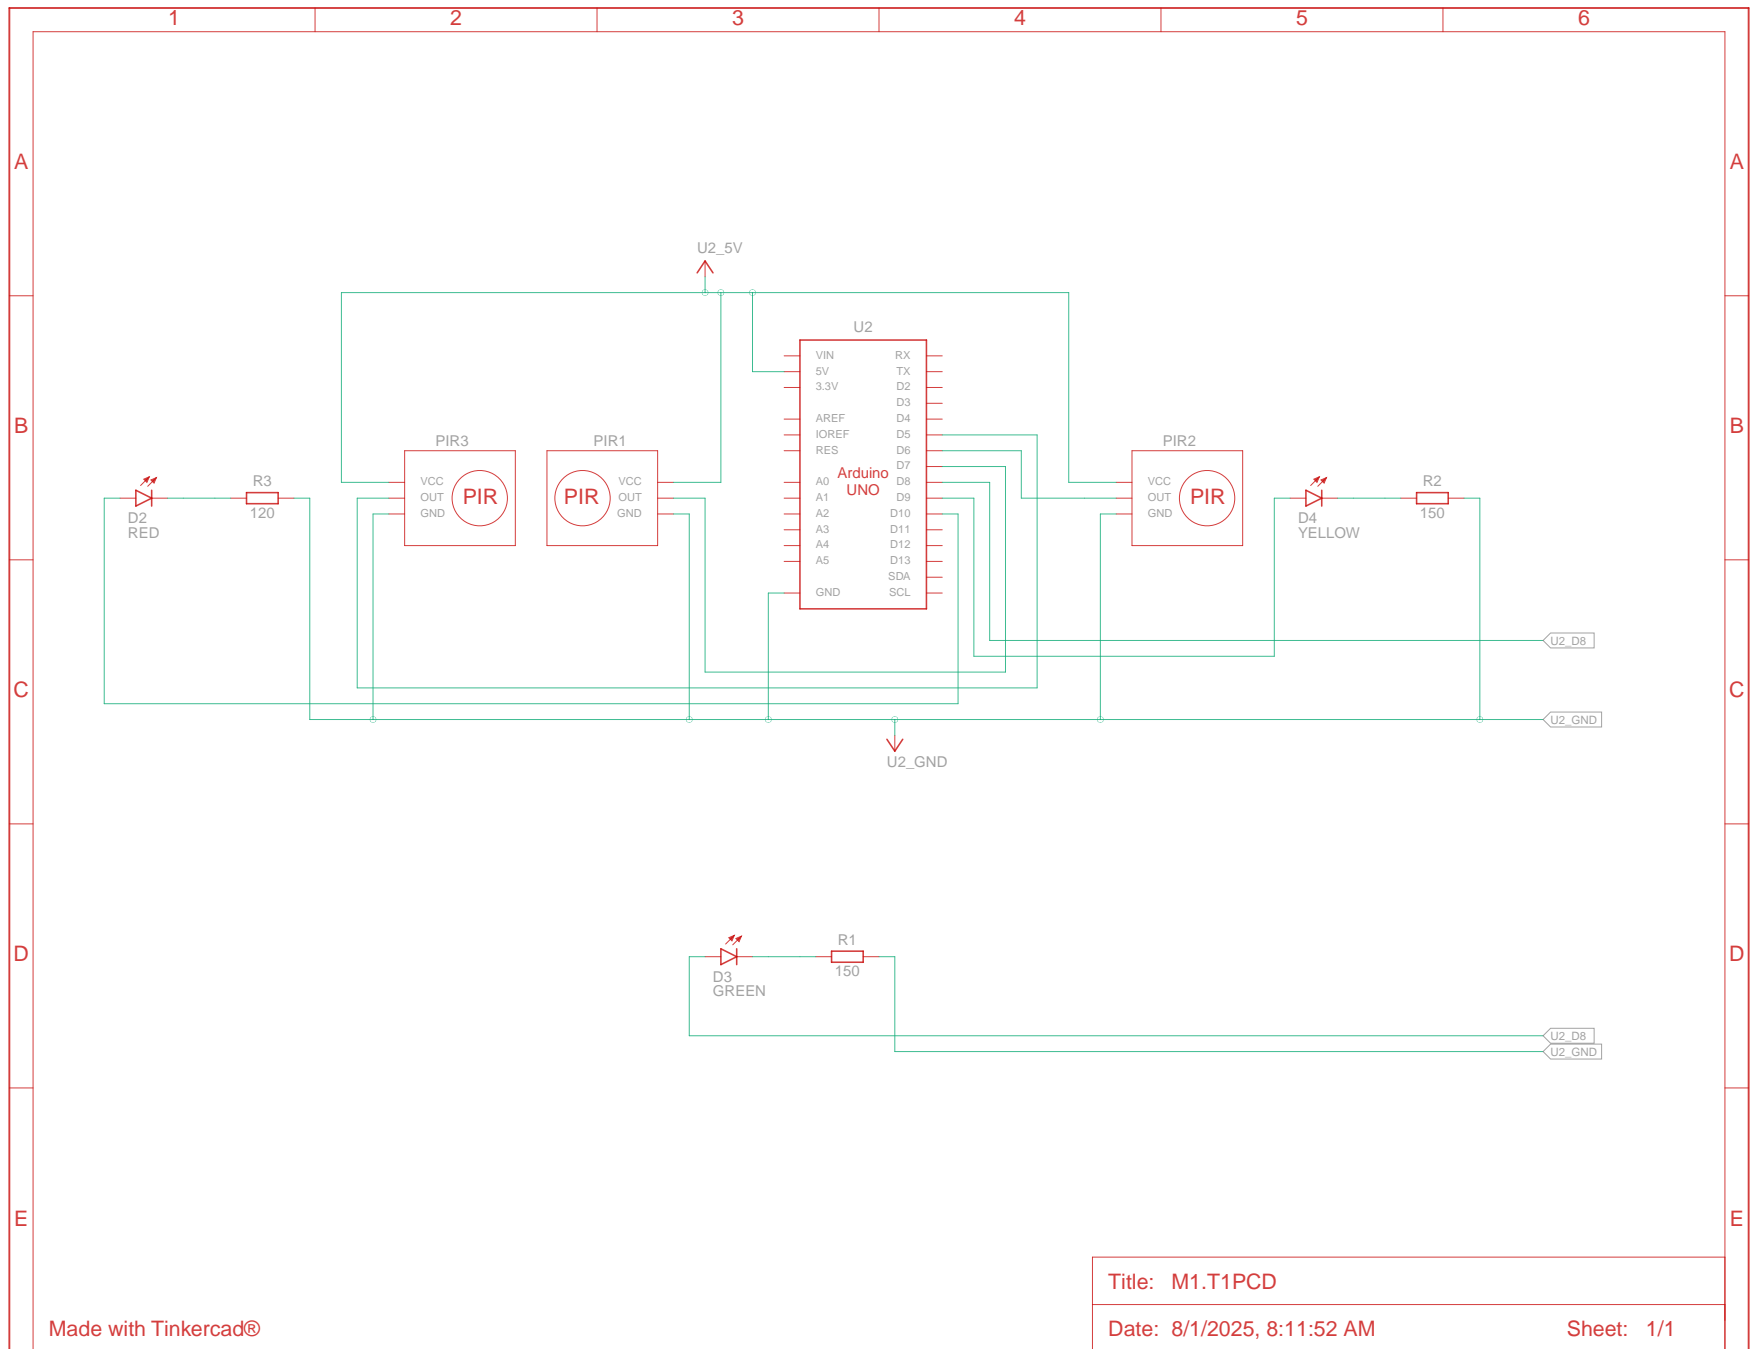 1 2 3 4 5 6
A A
U2_5V
U2
VIN RX
5V TX
3.3V D2
D3
AREF D4
IOREF D5
RES D6
D7
A0 D8
A1 D9
A2 D10
A3 D11
A4 D12
A5 D13
SDA
GND SCL
Arduino
UNO
B B
PIR3
VCC
OUT
GND
PIR
PIR1
VCC
OUT
GND
PIR
PIR2
VCC
OUT
GND
PIR
D2
RED
R3
120
D4
YELLOW
R2
150
U2_D8
C C
U2_GND
U2_GND
D D
D3
GREEN
R1
150
U2_D8
U2_GND
E E
Title: M1.T1PCD
Made with Tinkercad®
Date: 8/1/2025, 8:11:52 AM Sheet: 1/1